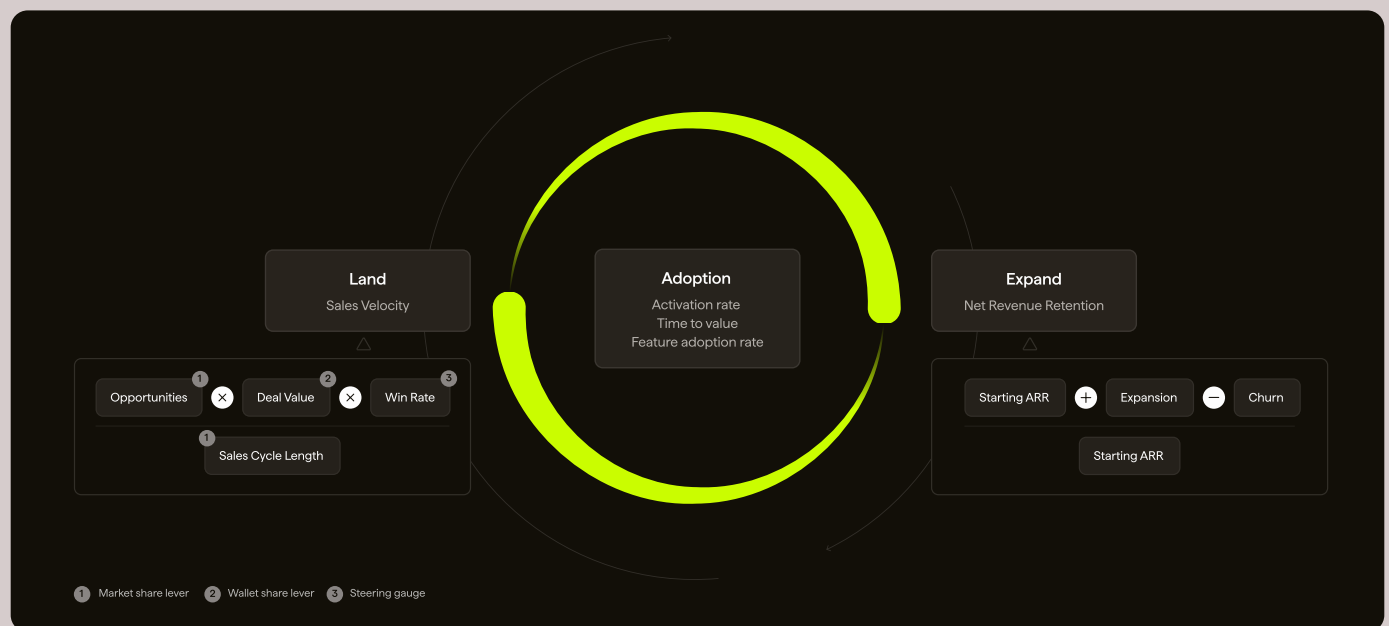 Land
Sales Velocity
Adoption
Activation rate
Time to value
Feature adoption rate
Expand
Net Revenue Retention
1 2 3
Opportunities × Deal Value × Win Rate
1
Sales Cycle Length
Starting ARR + Expansion − Churn
Starting ARR
1 Market share lever 2 Wallet share lever 3 Steering gauge